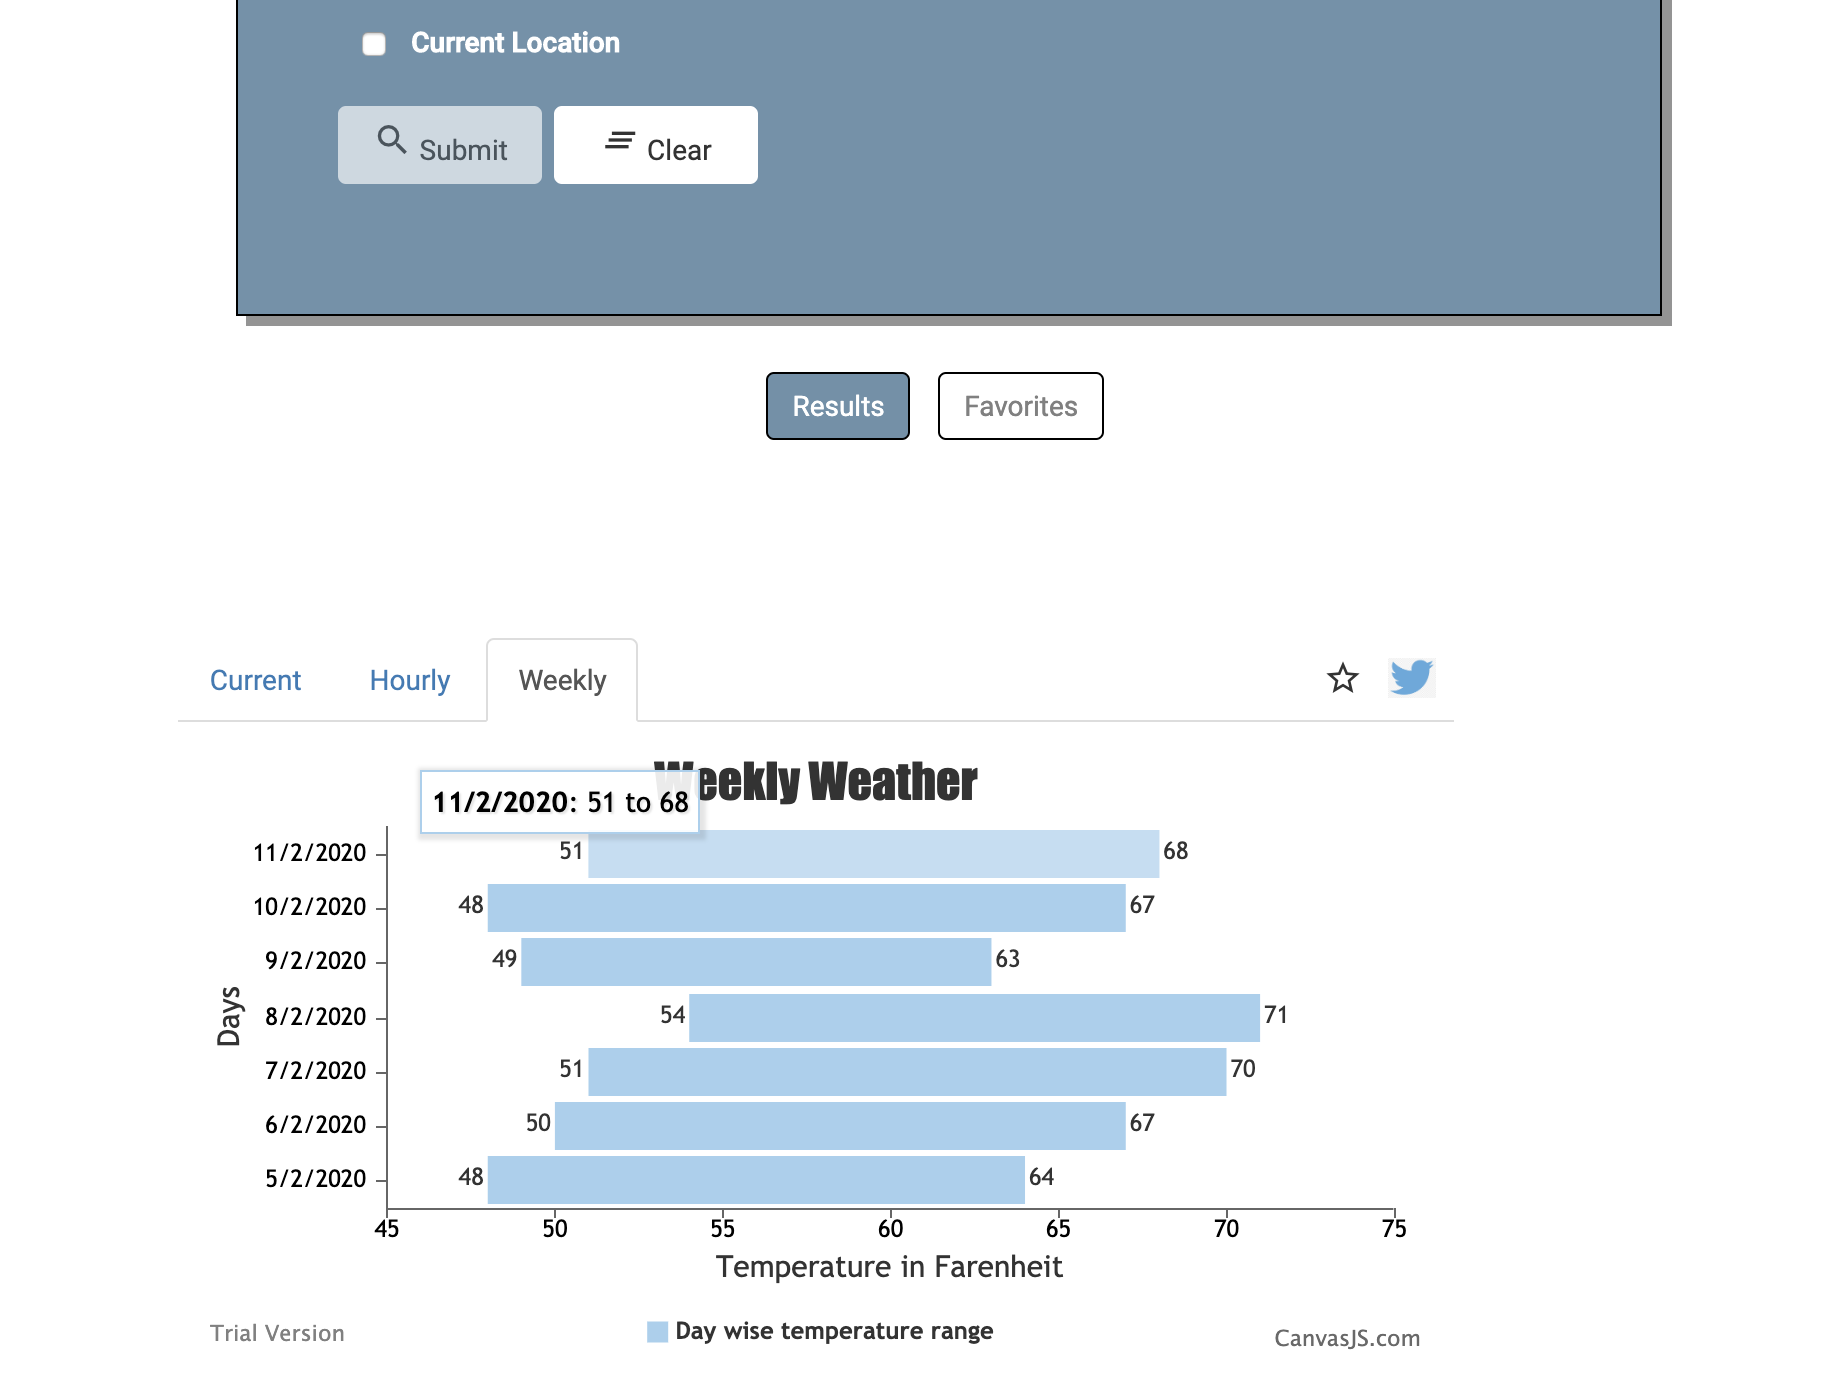 Current Location
Submit
Clear
Results
Favorites
Current
Hourly
Weekly
Weekly Weather
11/2/2020: 51 to 68
11/2/2020
51
68
10/2/2020
48
67
9/2/2020
49
63
8/2/2020
54
71
7/2/2020
51
70
6/2/2020
50
67
5/2/2020
48
64
Days
45
50
55
60
65
70
75
Temperature in Farenheit
Day wise temperature range
Trial Version
CanvasJS.com